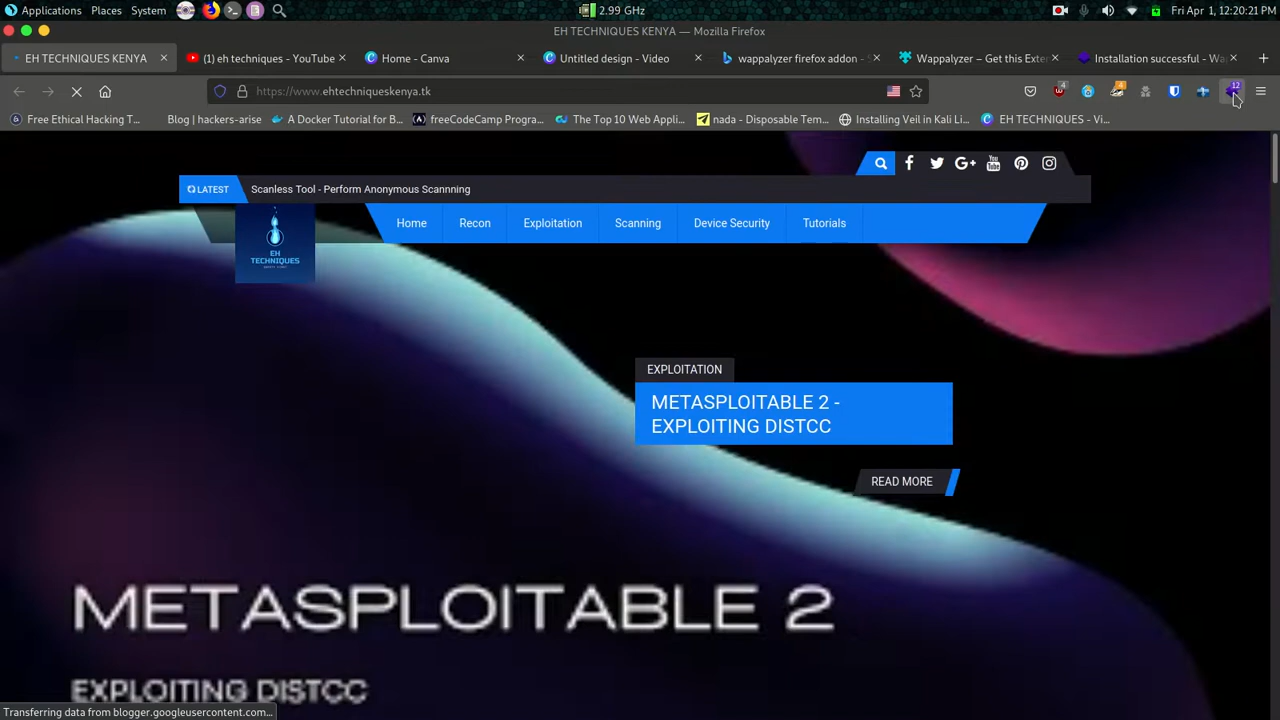 Applications Places System 2.99 GHz Fri Apr 1, 12:20:21 PM
EH TECHNIQUES KENYA — Mozilla Firefox
EH TECHNIQUES KENYA (1) eh techniques - YouTube Home - Canva Untitled design - Video wappalyzer firefox addon - S Wappalyzer – Get this Exter Installation successful - Wap
https://www.ehtechniqueskenya.tk 4 4 12
Free Ethical Hacking T... Blog | hackers-arise A Docker Tutorial for B... freeCodeCamp Progra... The Top 10 Web Appli... nada - Disposable Tem... Installing Veil in Kali Li... EH TECHNIQUES - Vi...
LATEST Scanless Tool - Perform Anonymous Scannning
Home Recon Exploitation Scanning Device Security Tutorials
EH
TECHNIQUES
EXPLOITATION
METASPLOITABLE 2 -
EXPLOITING DISTCC
READ MORE
METASPLOITABLE 2
EXPLOITING DISTCC
Transferring data from blogger.googleusercontent.com...